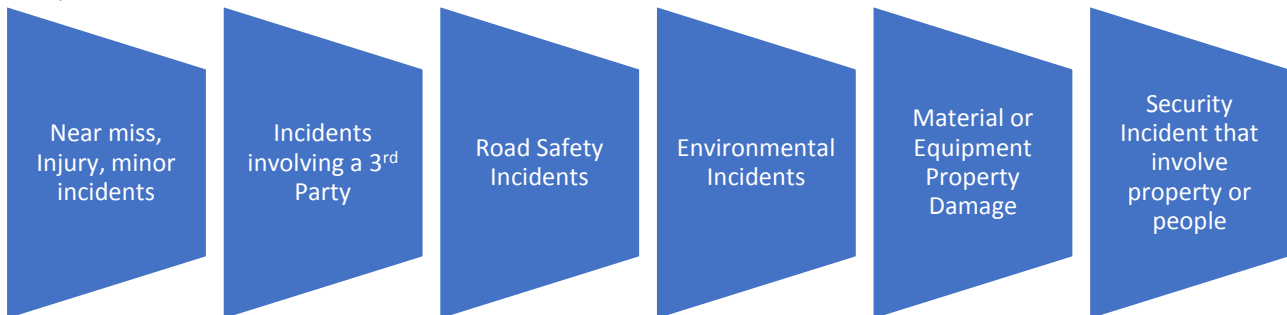 Near miss,
Injury, minor
incidents
Incidents
involving a 3rd
Party
Road Safety
Incidents
Environmental
Incidents
Material or
Equipment
Property
Damage
Security
Incident that
involve
property or
people